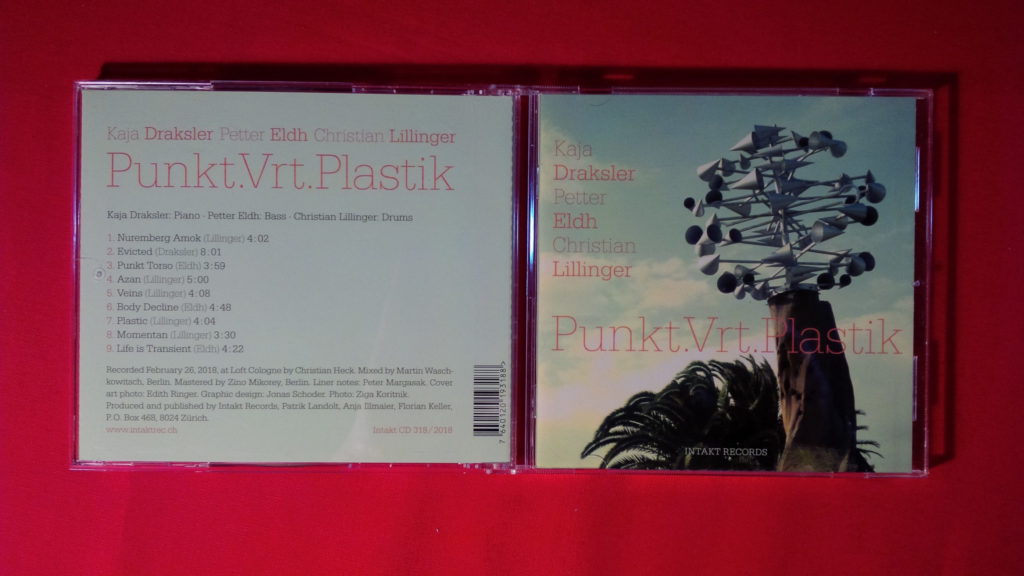 Kaja Draksler Petter Eldh Christian Lillinger
Punkt.Vrt.Plastik
Kaja Draksler: Piano · Petter Eldh: Bass · Christian Lillinger: Drums
1. Nuremberg Amok (Lillinger) 4:02
2. Evicted (Draksler) 8:01
3. Punkt Torso (Eldh) 3:59
4. Azan (Lillinger) 5:00
5. Veins (Lillinger) 4:08
6. Body Decline (Eldh) 4:48
7. Plastic (Lillinger) 4:04
8. Momentan (Lillinger) 3:30
9. Life is Transient (Eldh) 4:22
Recorded February 26, 2018, at Loft Cologne by Christian Heck. Mixed by Martin Wasch-
kowitsch, Berlin. Mastered by Zino Mikorey, Berlin. Liner notes: Peter Margasak. Cover
art photo: Edith Ringer. Graphic design: Jonas Schoder. Photo: Ziga Koritnik.
Produced and published by Intakt Records, Patrik Landolt, Anja Illmaier, Florian Keller,
P.O. Box 468, 8024 Zürich.
www.intaktrec.ch
Intakt CD 318/2018
7 640120 193188>
Kaja
Draksler
Petter
Eldh
Christian
Lillinger
Punkt.Vrt.Plastik
INTAKT RECORDS